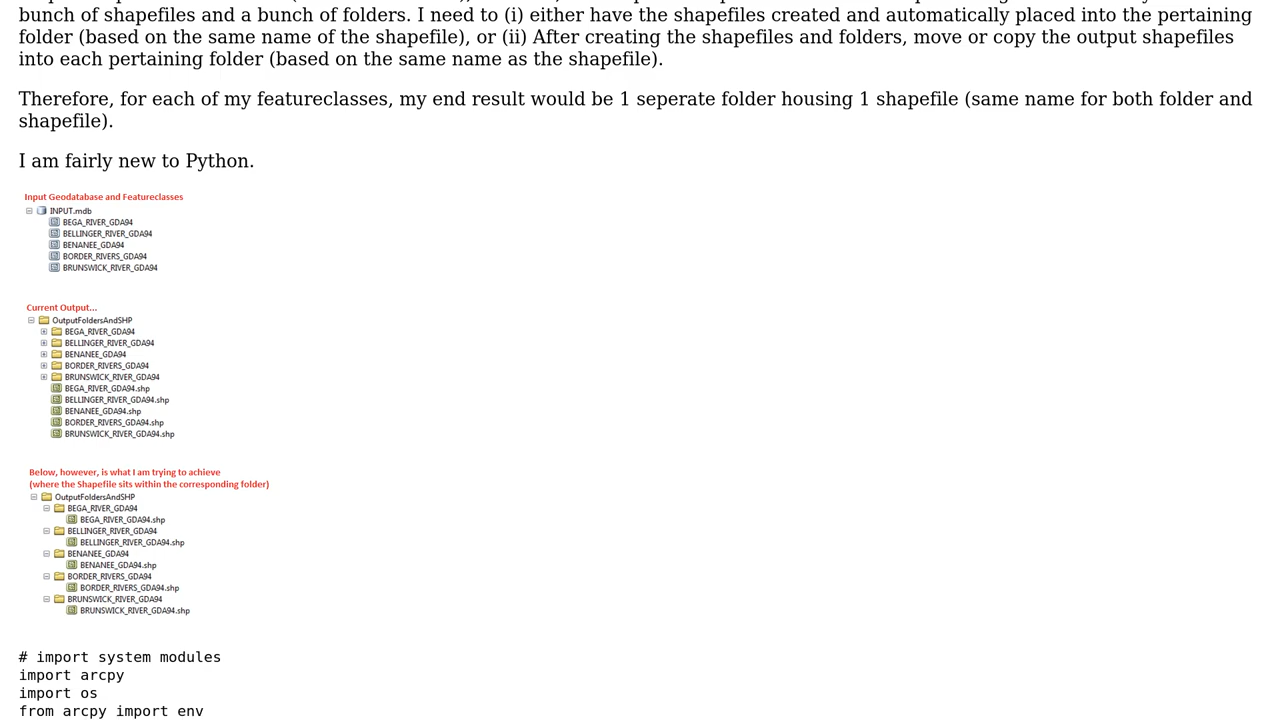 bunch of shapefiles and a bunch of folders. I need to (i) either have the shapefiles created and automatically placed into the pertaining
folder (based on the same name of the shapefile), or (ii) After creating the shapefiles and folders, move or copy the output shapefiles
into each pertaining folder (based on the same name as the shapefile).
Therefore, for each of my featureclasses, my end result would be 1 seperate folder housing 1 shapefile (same name for both folder and
shapefile).
I am fairly new to Python.
Input Geodatabase and Featureclasses
INPUT.mdb
BEGA_RIVER_GDA94
BELLINGER_RIVER_GDA94
BENANEE_GDA94
BORDER_RIVERS_GDA94
BRUNSWICK_RIVER_GDA94
Current Output...
OutputFoldersAndSHP
BEGA_RIVER_GDA94
BELLINGER_RIVER_GDA94
BENANEE_GDA94
BORDER_RIVERS_GDA94
BRUNSWICK_RIVER_GDA94
BEGA_RIVER_GDA94.shp
BELLINGER_RIVER_GDA94.shp
BENANEE_GDA94.shp
BORDER_RIVERS_GDA94.shp
BRUNSWICK_RIVER_GDA94.shp
Below, however, is what I am trying to achieve
(where the Shapefile sits within the corresponding folder)
OutputFoldersAndSHP
BEGA_RIVER_GDA94
BEGA_RIVER_GDA94.shp
BELLINGER_RIVER_GDA94
BELLINGER_RIVER_GDA94.shp
BENANEE_GDA94
BENANEE_GDA94.shp
BORDER_RIVERS_GDA94
BORDER_RIVERS_GDA94.shp
BRUNSWICK_RIVER_GDA94
BRUNSWICK_RIVER_GDA94.shp
# import system modules
import arcpy
import os
from arcpy import env